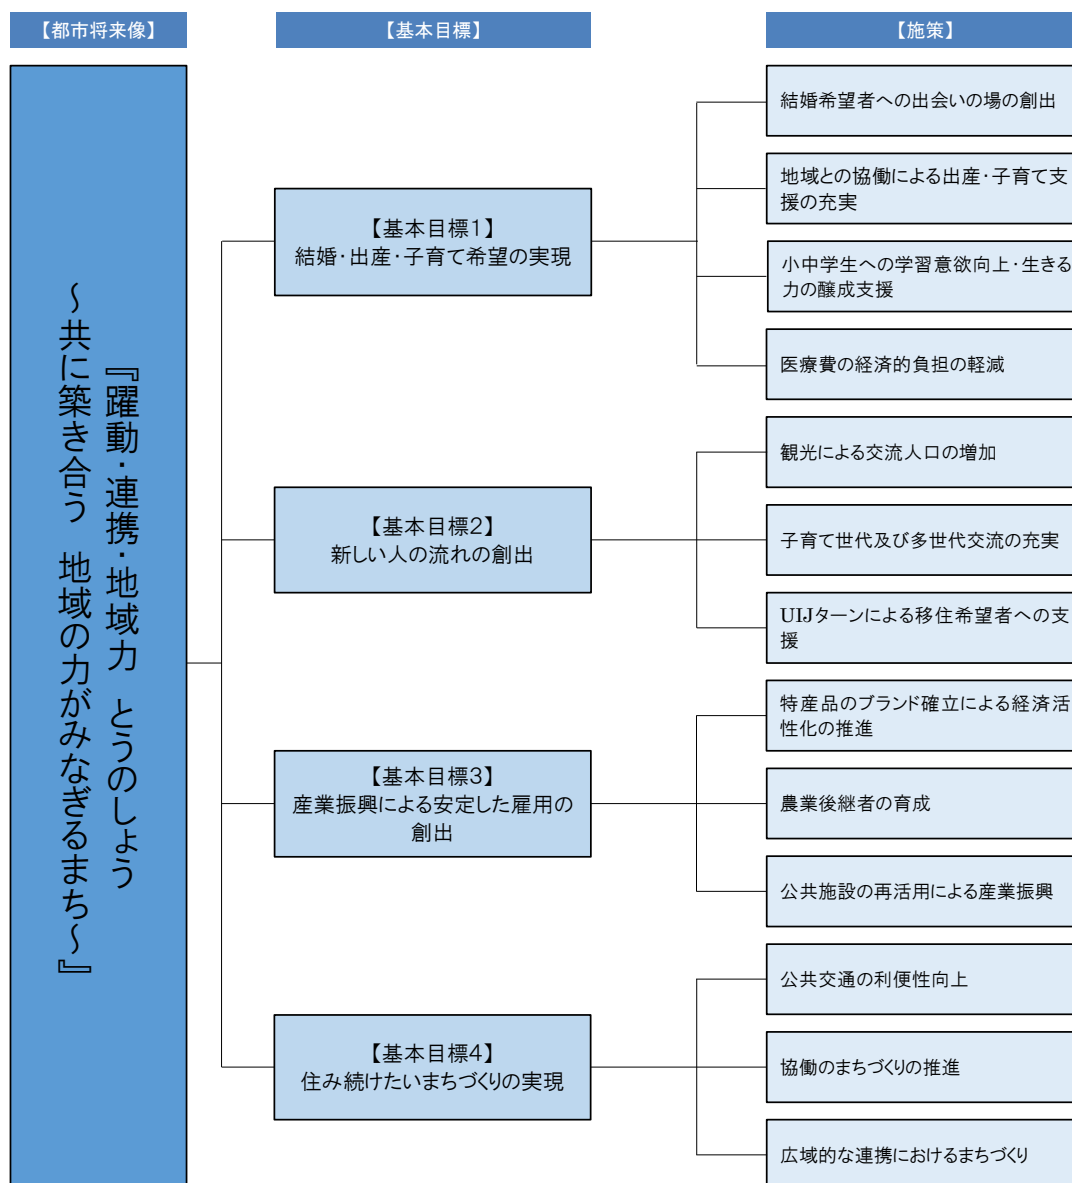 【都市将来像】
【基本目標】
【施策】
『躍動・連携・地域力 とうのしょう
～共に築き合う 地域の力がみなぎるまち～』
【基本目標1】
結婚・出産・子育て希望の実現
結婚希望者への出会いの場の創出
地域との協働による出産・子育て支
援の充実
小中学生への学習意欲向上・生きる
力の醸成支援
医療費の経済的負担の軽減
【基本目標2】
新しい人の流れの創出
観光による交流人口の増加
子育て世代及び多世代交流の充実
UIJターンによる移住希望者への支
援
【基本目標3】
産業振興による安定した雇用の
創出
特産品のブランド確立による経済活
性化の推進
農業後継者の育成
公共施設の再活用による産業振興
【基本目標4】
住み続けたいまちづくりの実現
公共交通の利便性向上
協働のまちづくりの推進
広域的な連携におけるまちづくり